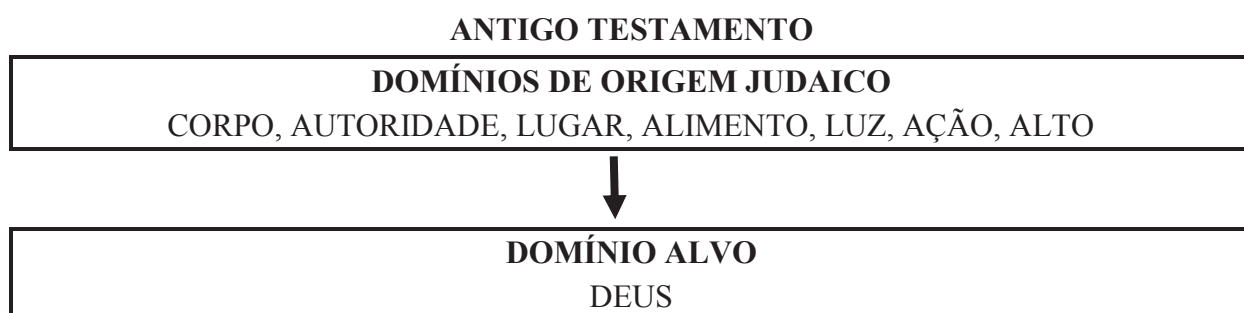 ANTIGO TESTAMENTO
DOMÍNIOS DE ORIGEM JUDAICO
CORPO, AUTORIDADE, LUGAR, ALIMENTO, LUZ, AÇÃO, ALTO
DOMÍNIO ALVO
DEUS